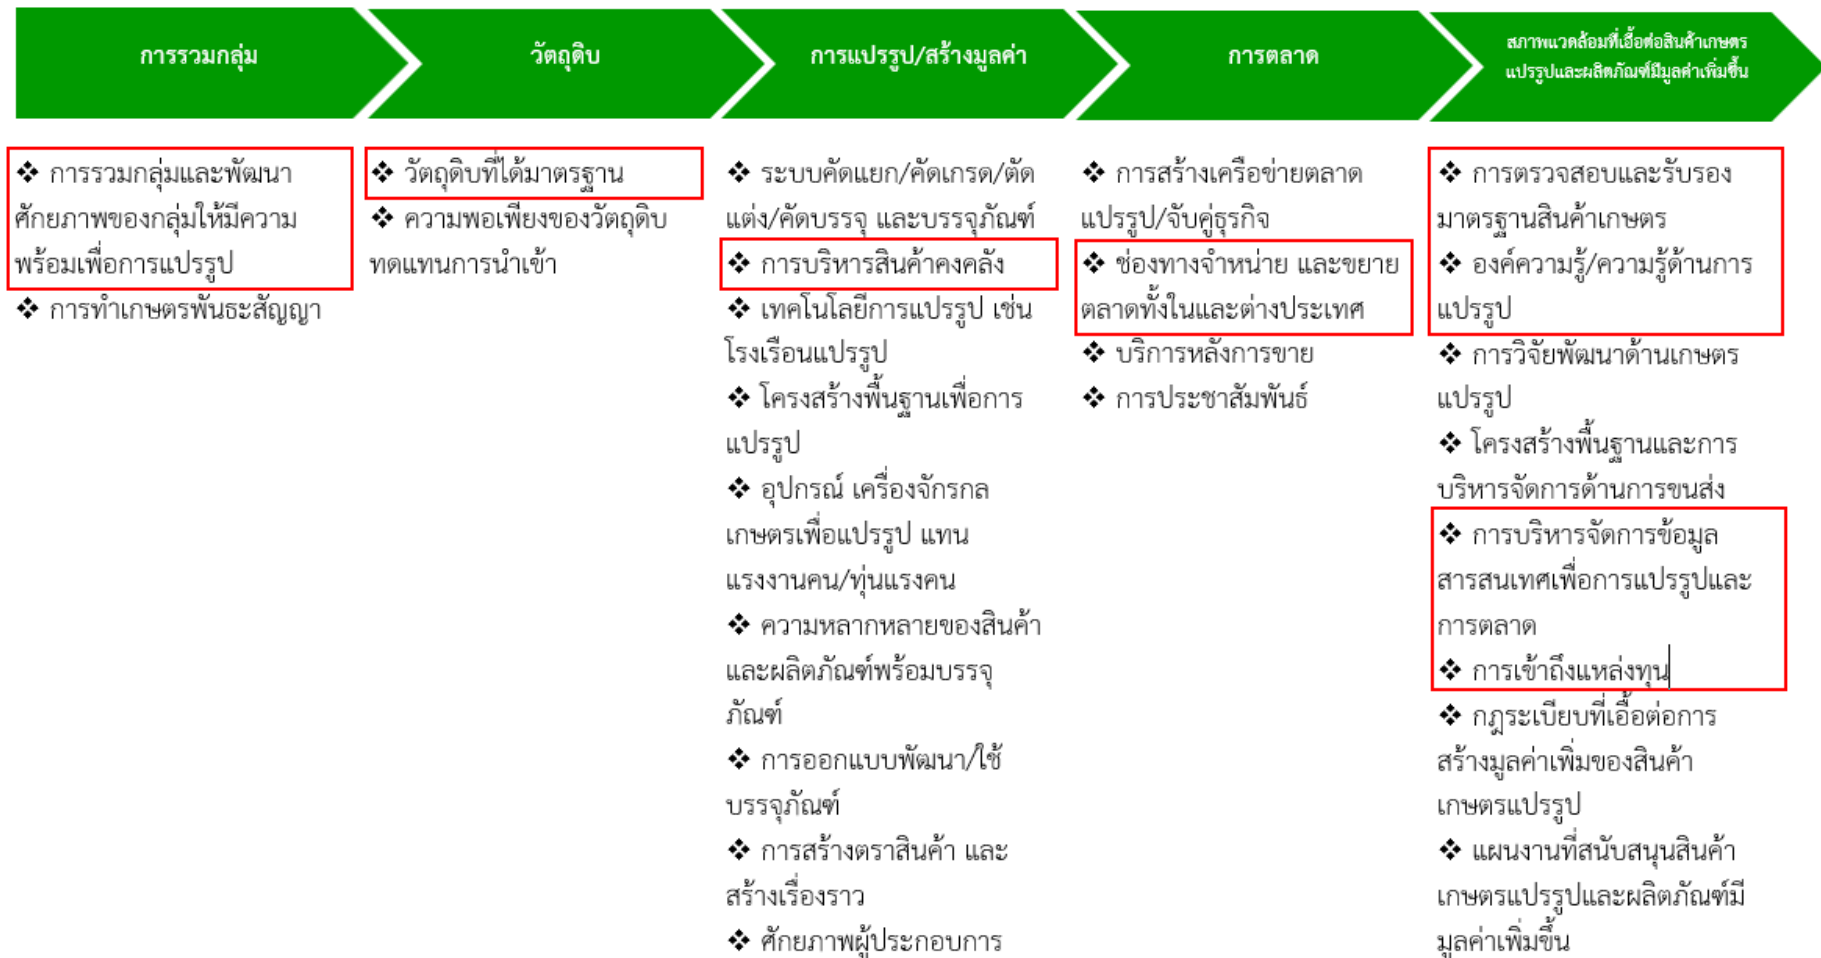 การรวมกลุ่ม
วัตถุดิบ
การแปรรูป/สร้างมูลค่า
การตลาด
สภาพแวดล้อมที่เอื้อต่อสินค้าเกษตร
แปรรูปและผลิตภัณฑ์มีมูลค่าเพิ่มขึ้น
❖ การรวมกลุ่มและพัฒนา
ศักยภาพของกลุ่มให้มีความ
พร้อมเพื่อการแปรรูป
❖ การทำเกษตรพันธะสัญญา
❖ วัตถุดิบที่ได้มาตรฐาน
❖ ความพอเพียงของวัตถุดิบ
ทดแทนการนำเข้า
❖ ระบบคัดแยก/คัดเกรด/ตัด
แต่ง/คัดบรรจุ และบรรจุภัณฑ์
❖ การบริหารสินค้าคงคลัง
❖ เทคโนโลยีการแปรรูป เช่น
โรงเรือนแปรรูป
❖ โครงสร้างพื้นฐานเพื่อการ
แปรรูป
❖ อุปกรณ์ เครื่องจักรกล
เกษตรเพื่อแปรรูป แทน
แรงงานคน/ทุ่นแรงคน
❖ ความหลากหลายของสินค้า
และผลิตภัณฑ์พร้อมบรรจุ
ภัณฑ์
❖ การออกแบบพัฒนา/ใช้
บรรจุภัณฑ์
❖ การสร้างตราสินค้า และ
สร้างเรื่องราว
❖ ศักยภาพผู้ประกอบการ
❖ การสร้างเครือข่ายตลาด
แปรรูป/จับคู่ธุรกิจ
❖ ช่องทางจำหน่าย และขยาย
ตลาดทั้งในและต่างประเทศ
❖ บริการหลังการขาย
❖ การประชาสัมพันธ์
❖ การตรวจสอบและรับรอง
มาตรฐานสินค้าเกษตร
❖ องค์ความรู้/ความรู้ด้านการ
แปรรูป
❖ การวิจัยพัฒนาด้านเกษตร
แปรรูป
❖ โครงสร้างพื้นฐานและการ
บริหารจัดการด้านการขนส่ง
❖ การบริหารจัดการข้อมูล
สารสนเทศเพื่อการแปรรูปและ
การตลาด
❖ การเข้าถึงแหล่งทุน
❖ กฎระเบียบที่เอื้อต่อการ
สร้างมูลค่าเพิ่มของสินค้า
เกษตรแปรรูป
❖ แผนงานที่สนับสนุนสินค้า
เกษตรแปรรูปและผลิตภัณฑ์มี
มูลค่าเพิ่มขึ้น